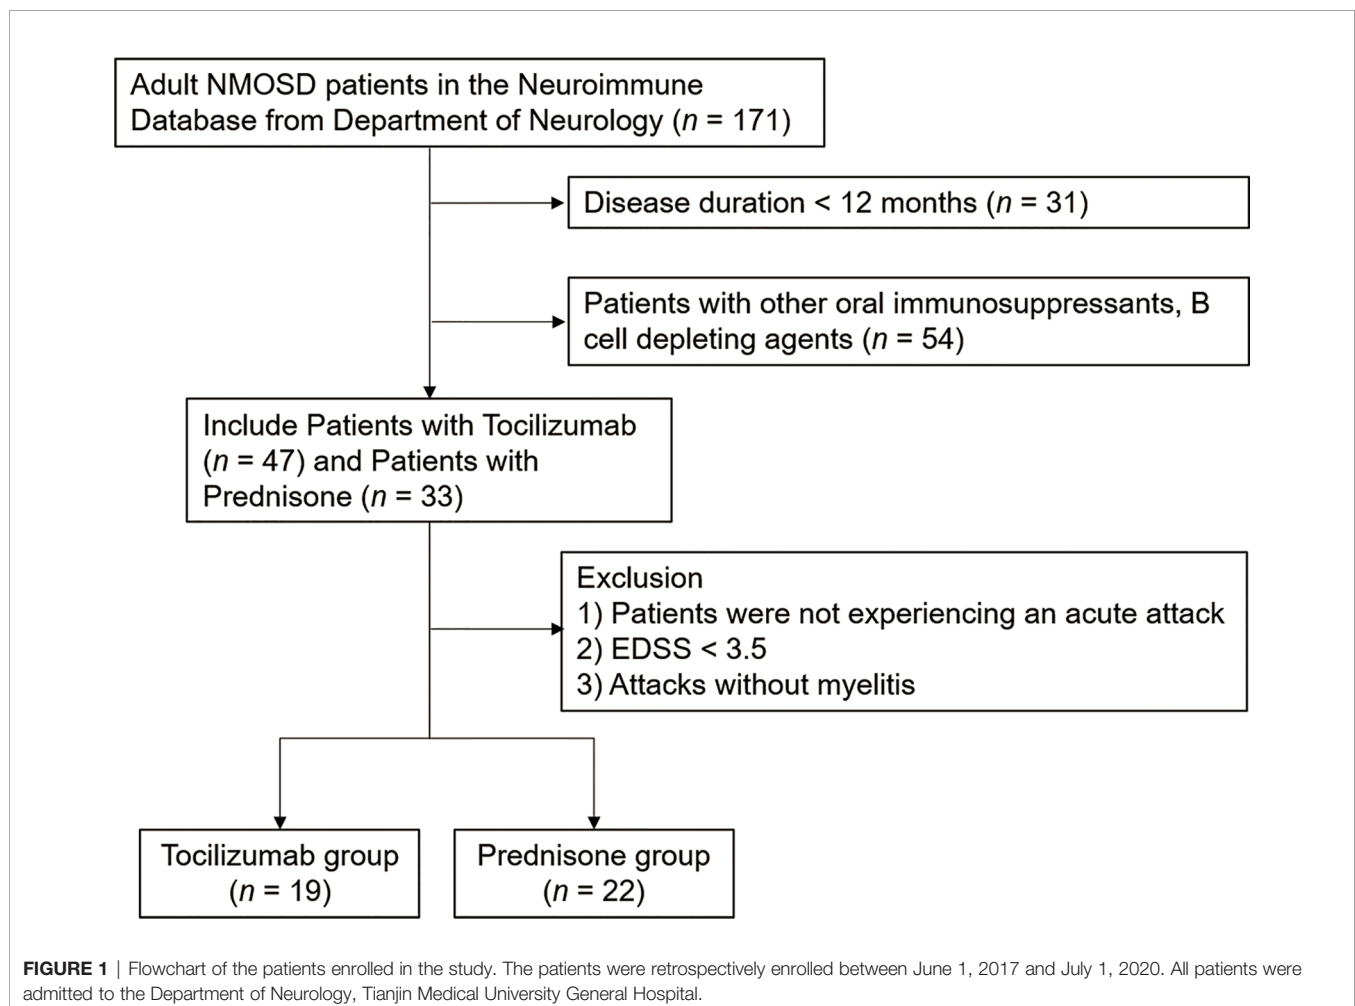 Adult NMOSD patients in the Neuroimmune
Database from Department of Neurology (n = 171)
Disease duration < 12 months (n = 31)
Patients with other oral immunosuppressants, B
cell depleting agents (n = 54)
Include Patients with Tocilizumab
(n = 47) and Patients with
Prednisone (n = 33)
Exclusion
1) Patients were not experiencing an acute attack
2) EDSS < 3.5
3) Attacks without myelitis
Tocilizumab group
(n = 19)
Prednisone group
(n = 22)
FIGURE 1 | Flowchart of the patients enrolled in the study. The patients were retrospectively enrolled between June 1, 2017 and July 1, 2020. All patients were
admitted to the Department of Neurology, Tianjin Medical University General Hospital.